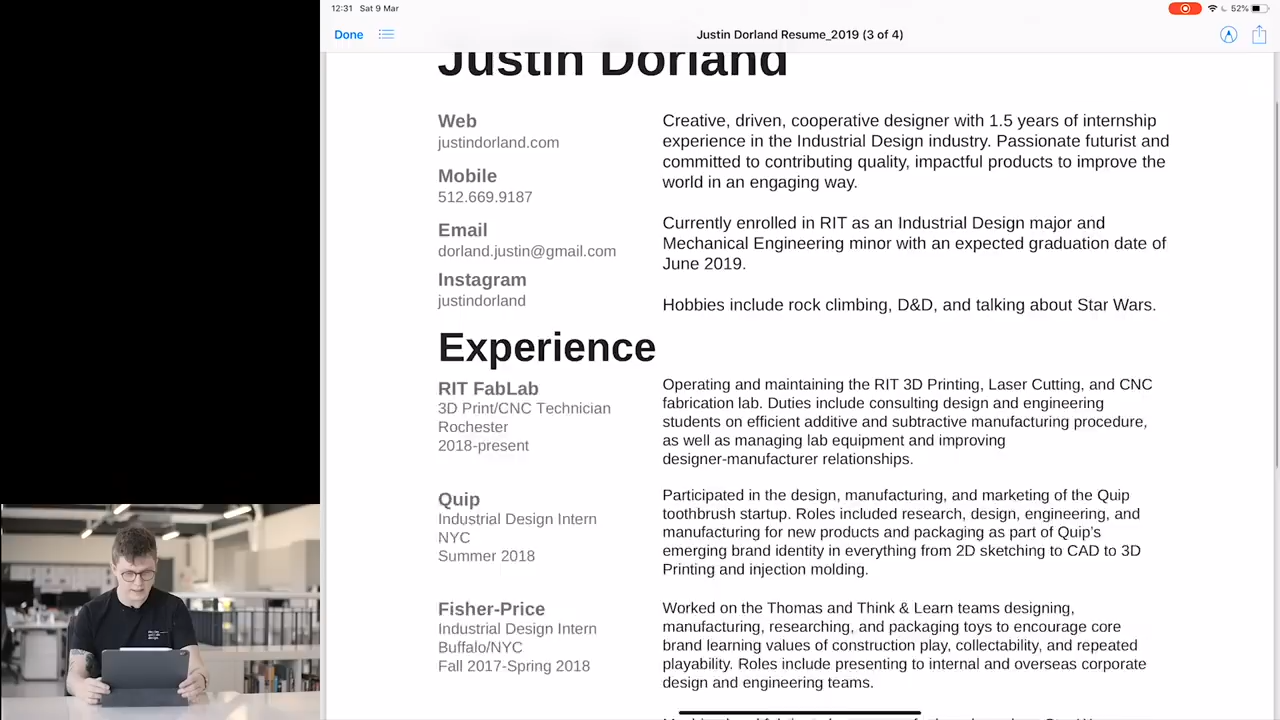 12:31 Sat 9 Mar
52%
Done
Justin Dorland Resume_2019 (3 of 4)
Justin Dorland
Web
justindorland.com
Mobile
512.669.9187
Email
dorland.justin@gmail.com
Instagram
justindorland
Creative, driven, cooperative designer with 1.5 years of internship
experience in the Industrial Design industry. Passionate futurist and
committed to contributing quality, impactful products to improve the
world in an engaging way.
Currently enrolled in RIT as an Industrial Design major and
Mechanical Engineering minor with an expected graduation date of
June 2019.
Hobbies include rock climbing, D&D, and talking about Star Wars.
Experience
RIT FabLab
3D Print/CNC Technician
Rochester
2018-present
Operating and maintaining the RIT 3D Printing, Laser Cutting, and CNC
fabrication lab. Duties include consulting design and engineering
students on efficient additive and subtractive manufacturing procedure,
as well as managing lab equipment and improving
designer-manufacturer relationships.
Quip
Industrial Design Intern
NYC
Summer 2018
Participated in the design, manufacturing, and marketing of the Quip
toothbrush startup. Roles included research, design, engineering, and
manufacturing for new products and packaging as part of Quip's
emerging brand identity in everything from 2D sketching to CAD to 3D
Printing and injection molding.
Fisher-Price
Industrial Design Intern
Buffalo/NYC
Fall 2017-Spring 2018
Worked on the Thomas and Think & Learn teams designing,
manufacturing, researching, and packaging toys to encourage core
brand learning values of construction play, collectability, and repeated
playability. Roles include presenting to internal and overseas corporate
design and engineering teams.